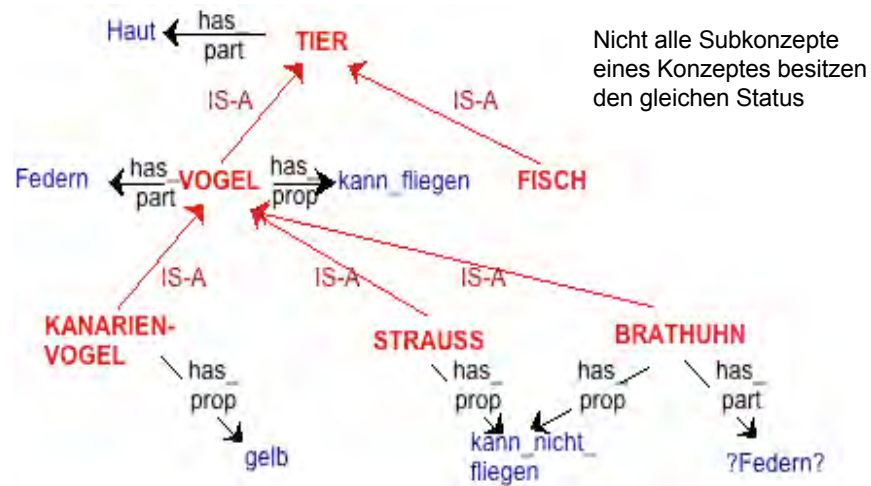 Haut
has_
part
TIER
Nicht alle Subkonzepte
eines Konzeptes besitzen
den gleichen Status
IS-A
IS-A
Federn
has_
part
VOGEL
has_
prop
kann_fliegen
FISCH
IS-A
IS-A
IS-A
KANARIEN-
VOGEL
STRAUSS
BRATHUHN
has_
prop
has_
prop
has_
prop
has_
part
gelb
kann_nicht_
fliegen
?Federn?